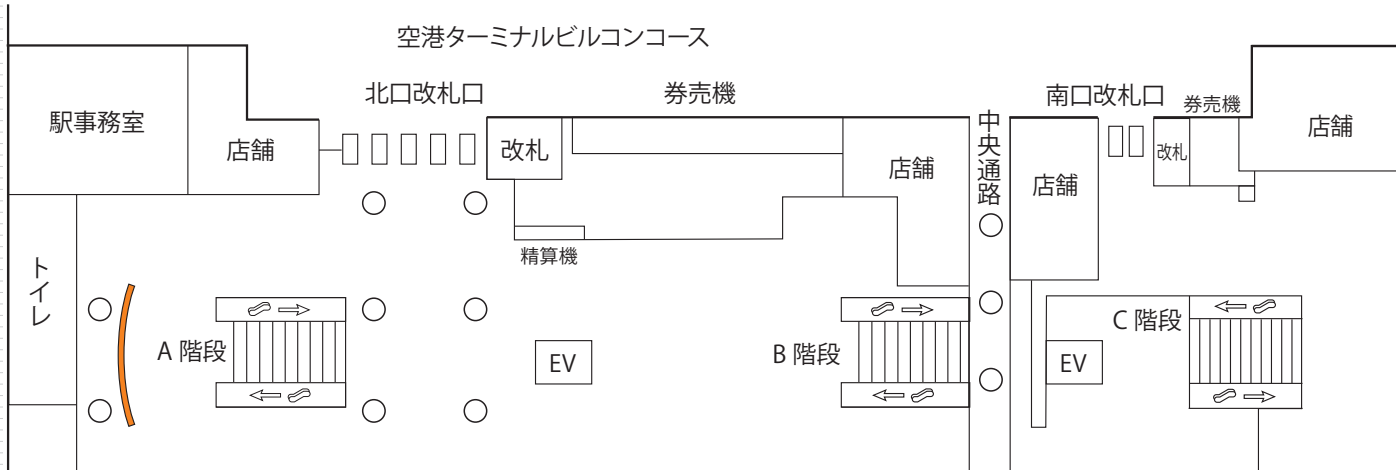 空港ターミナルビルコンコース
北口改札口
券売機
南口改札口
券売機
駅事務室
店舗
改札
店舗
中央通路
店舗
改札
店舗
精算機
トイレ
A 階段
EV
B 階段
EV
C 階段